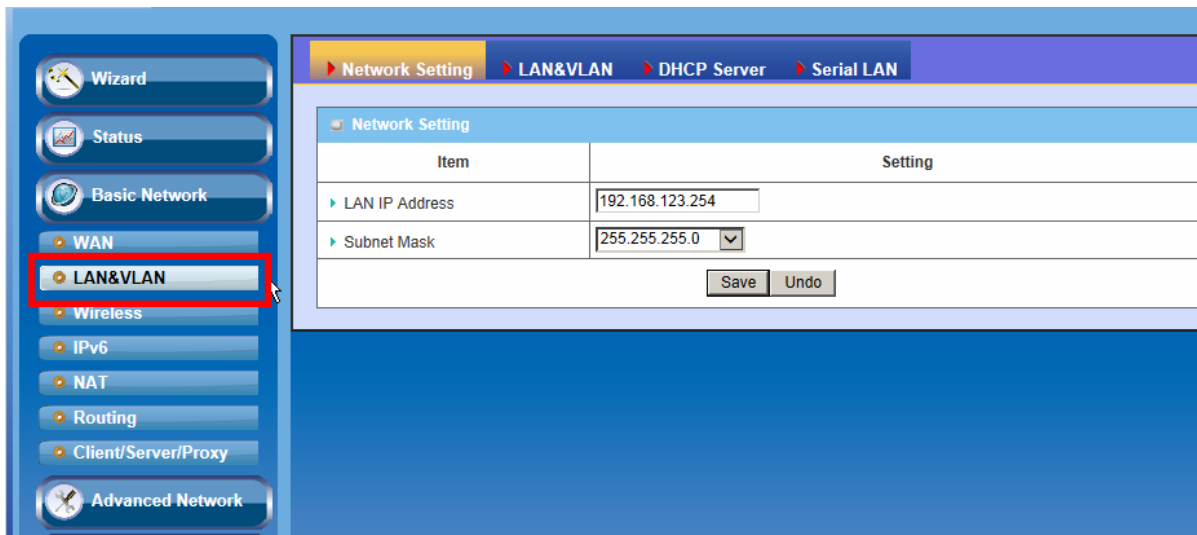 Wizard
Status
Basic Network
WAN
LAN&VLAN
Wireless
IPv6
NAT
Routing
Client/Server/Proxy
Advanced Network
Network Setting LAN&VLAN DHCP Server Serial LAN
Network Setting
Item Setting
LAN IP Address 192.168.123.254
Subnet Mask 255.255.255.0
Save Undo